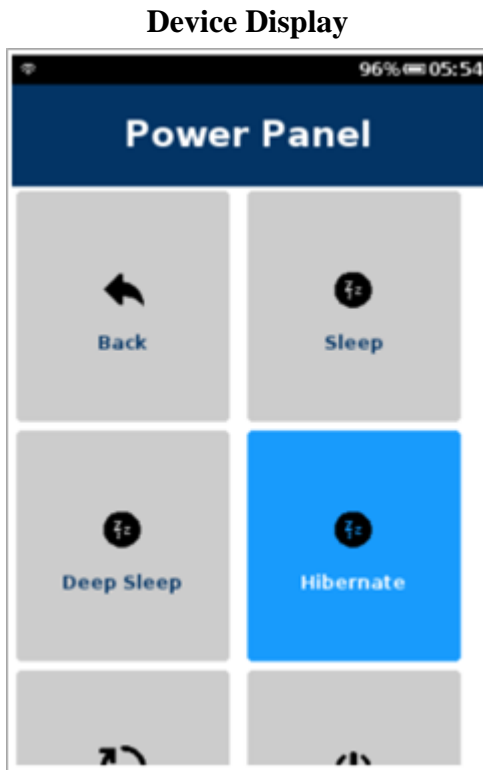 Device Display
96% 05:54
Power Panel
Back
Sleep
Deep Sleep
Hibernate